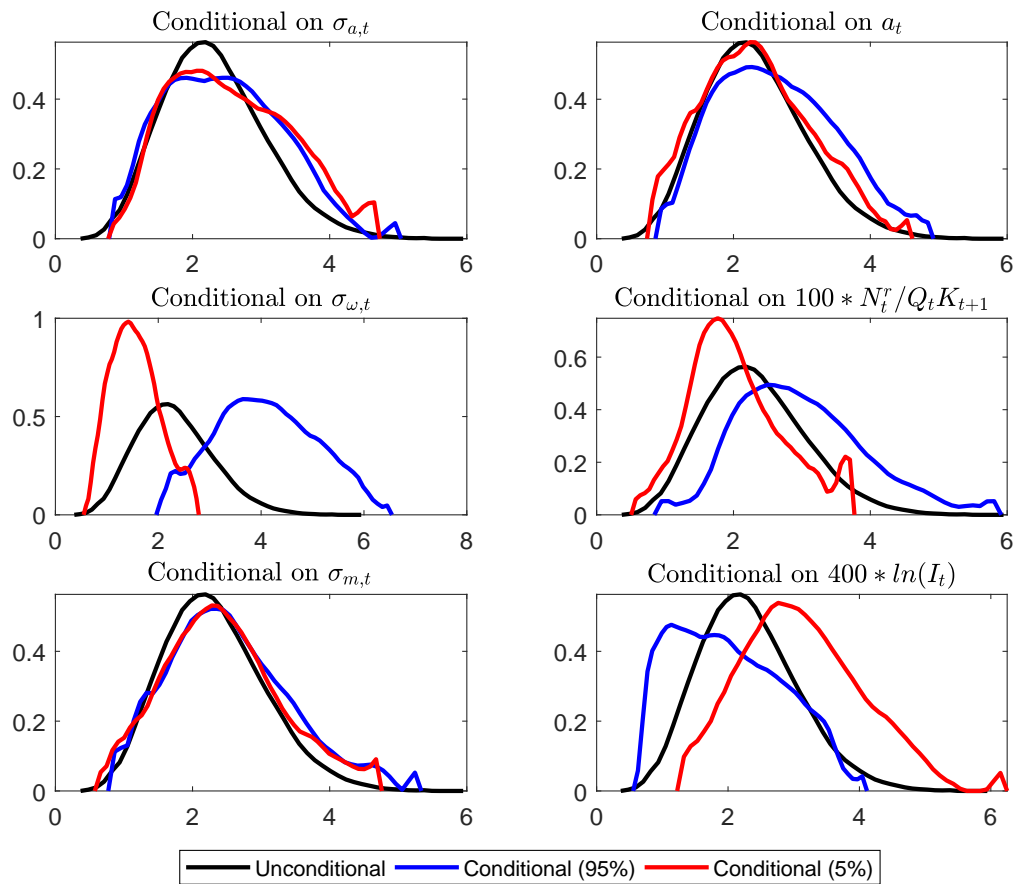 Conditional on σ_{a,t}
0.4
0.2
0
0 2 4 6
Conditional on a_t
0.4
0.2
0
0 2 4 6
Conditional on σ_{ω,t}
1
0.5
0
0 2 4 6 8
Conditional on 100 * N_t^r/Q_tK_{t+1}
0.6
0.4
0.2
0
0 2 4 6
Conditional on σ_{m,t}
0.4
0.2
0
0 2 4 6
Conditional on 400 * ln(I_t)
0.4
0.2
0
0 2 4 6
Unconditional Conditional (95%) Conditional (5%)